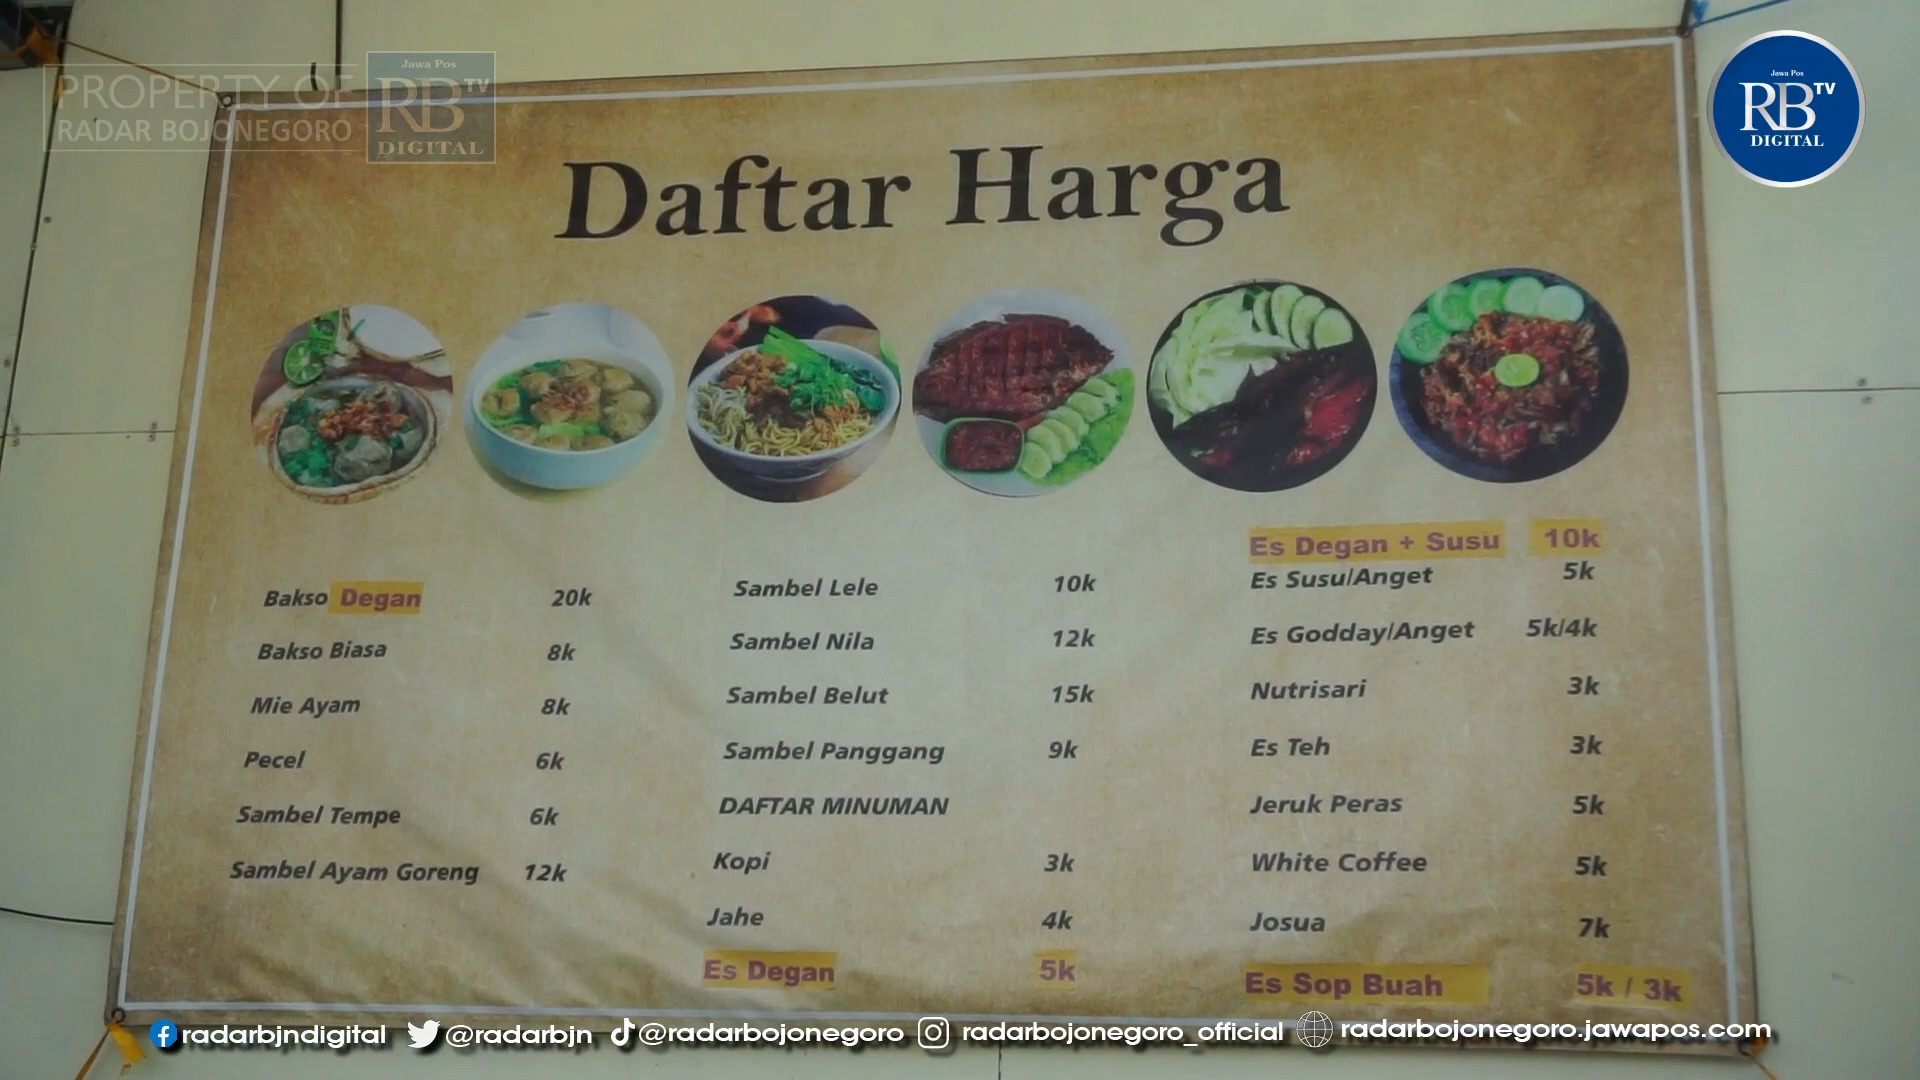 PROPERTY OF
RADAR BOJONEGORO
Jawa Pos
RB TV
DIGITAL
Jawa Pos
RB TV
DIGITAL
Daftar Harga
Bakso Degan 20k
Bakso Biasa 8k
Mie Ayam 8k
Pecel 6k
Sambel Tempe 6k
Sambel Ayam Goreng 12k
Sambel Lele 10k
Sambel Nila 12k
Sambel Belut 15k
Sambel Panggang 9k
DAFTAR MINUMAN
Kopi 3k
Jahe 4k
Es Degan 5k
Es Degan + Susu 10k
Es Susu/Anget 5k
Es Godday/Anget 5k/4k
Nutrisari 3k
Es Teh 3k
Jeruk Peras 5k
White Coffee 5k
Josua 7k
Es Sop Buah 5k / 3k
radarbjndigital @radarbjn @radarbojonegoro radarbojonegoro_official radarbojonegoro.jawapos.com